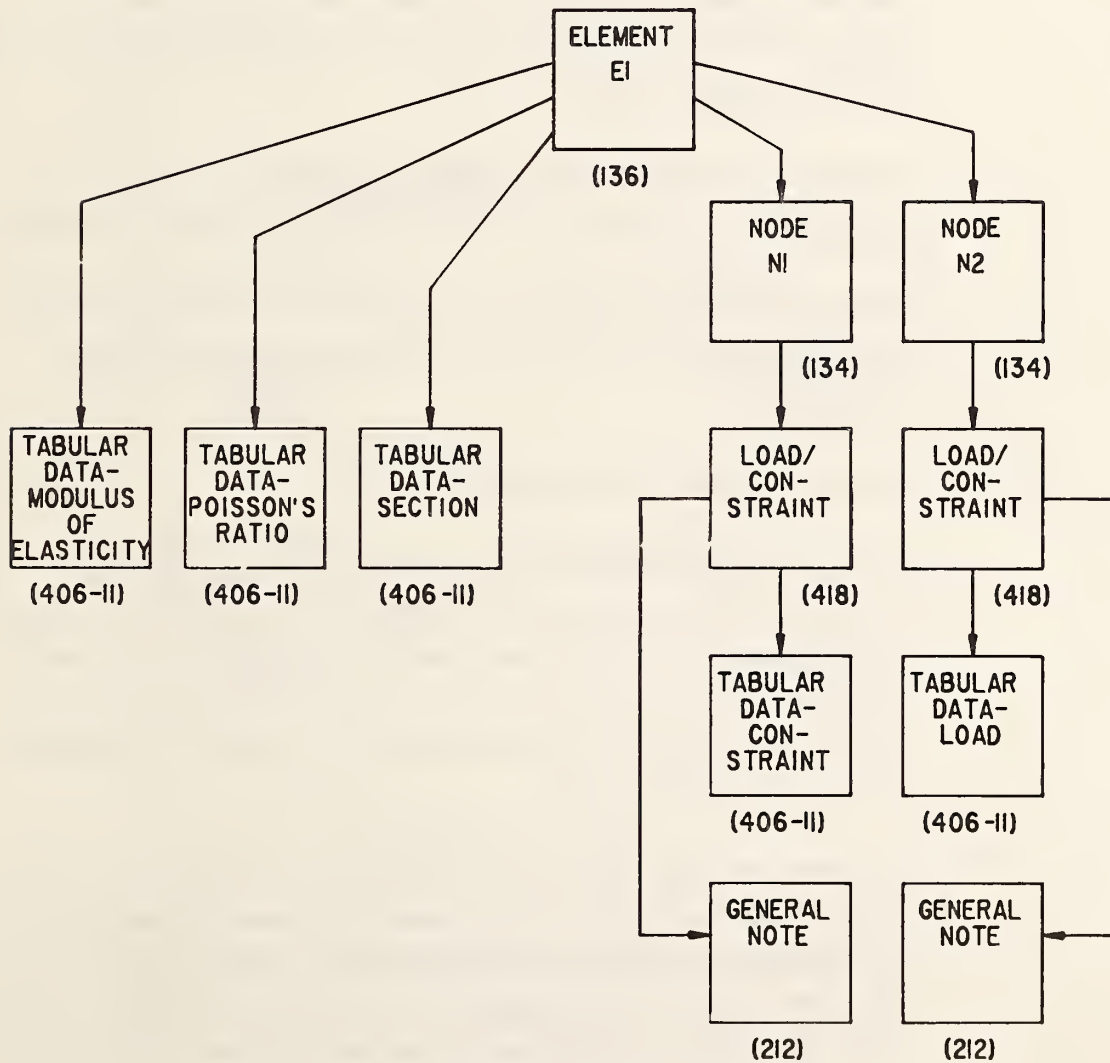 ELEMENT
E1
(136)
NODE
N1
(134)
NODE
N2
(134)
TABULAR
DATA-
MODULUS
OF
ELASTICITY
(406-11)
TABULAR
DATA-
POISSON'S
RATIO
(406-11)
TABULAR
DATA-
SECTION
(406-11)
LOAD/
CON-
STRAINT
(418)
LOAD/
CON-
STRAINT
(418)
TABULAR
DATA-
CON-
STRAINT
(406-11)
TABULAR
DATA-
LOAD
(406-11)
GENERAL
NOTE
(212)
GENERAL
NOTE
(212)